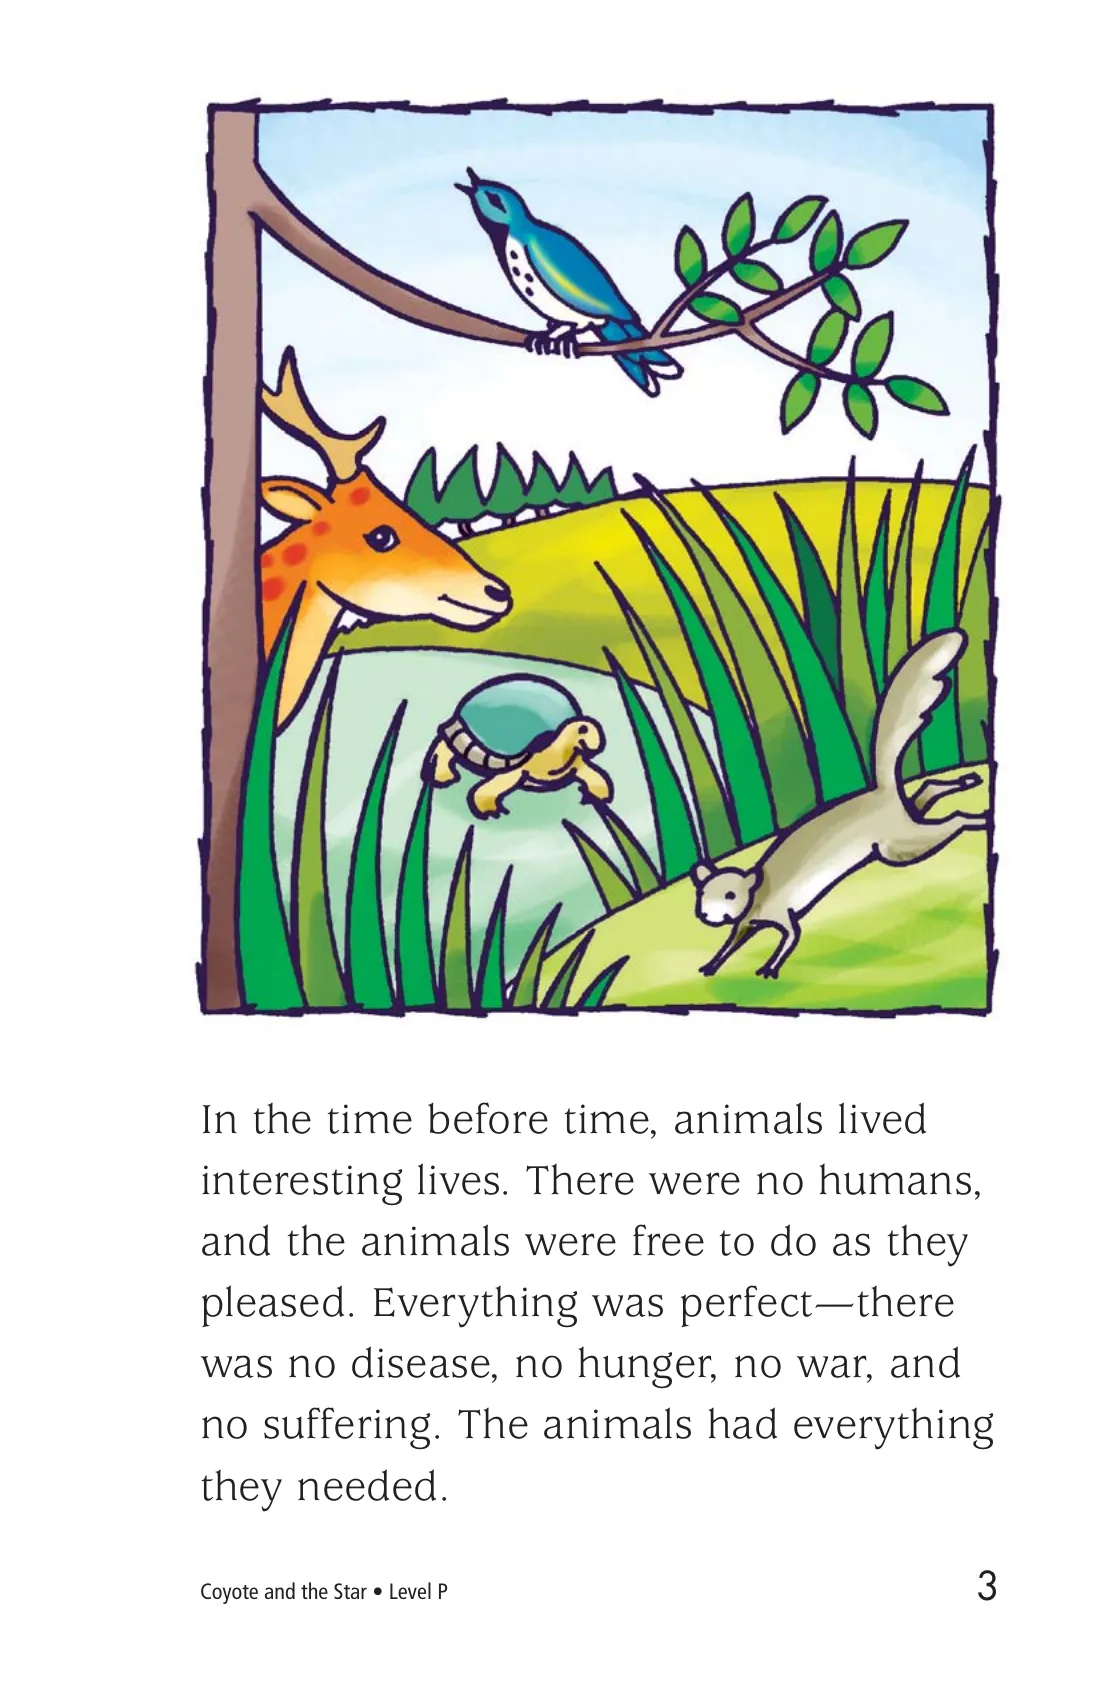 In the time before time, animals lived
interesting lives. There were no humans,
and the animals were free to do as they
pleased. Everything was perfect—there
was no disease, no hunger, no war, and
no suffering. The animals had everything
they needed.
Coyote and the Star • Level P
3